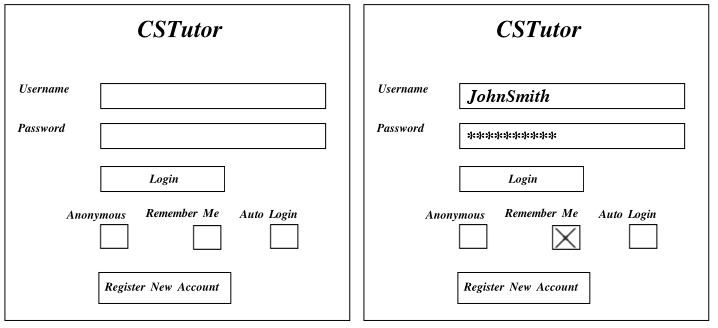 CSTutor
Username
Password
Login
Anonymous Remember Me Auto Login
Register New Account
CSTutor
Username JohnSmith
Password **********
Login
Anonymous Remember Me Auto Login
Register New Account